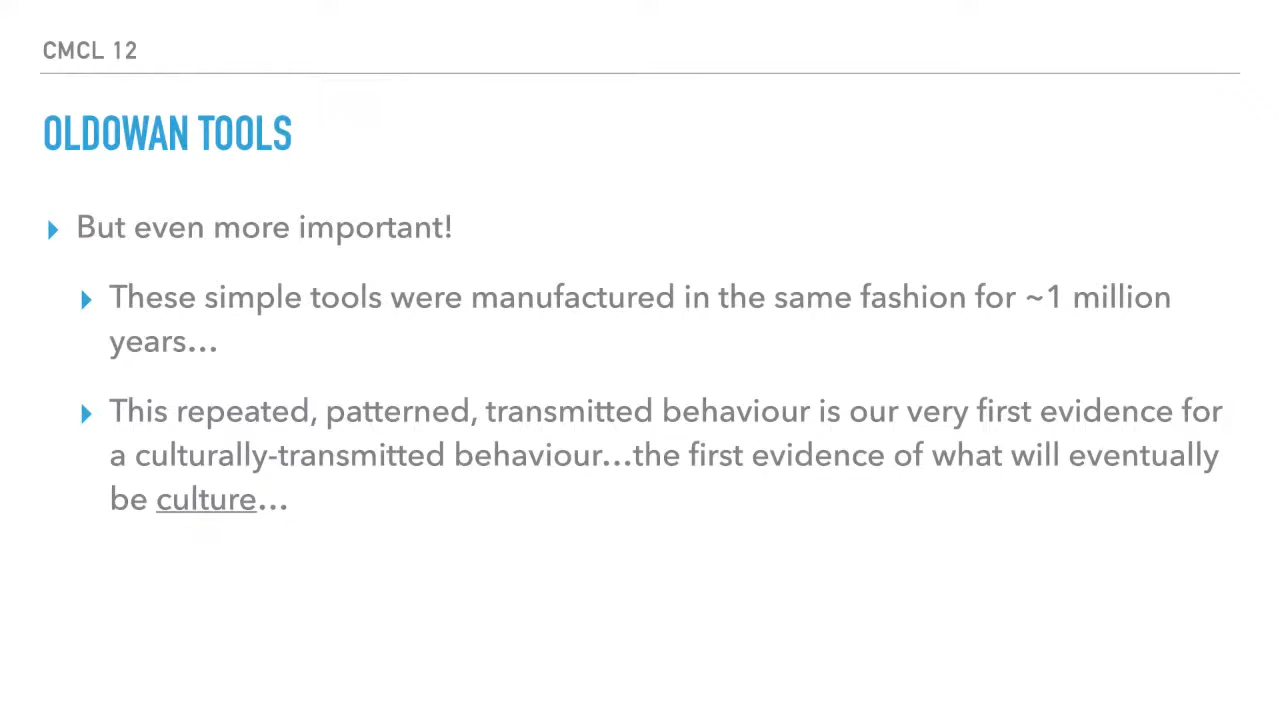 CMCL 12
OLDOWAN TOOLS
But even more important!
These simple tools were manufactured in the same fashion for ~1 million
years…
This repeated, patterned, transmitted behaviour is our very first evidence for
a culturally-transmitted behaviour…the first evidence of what will eventually
be culture…